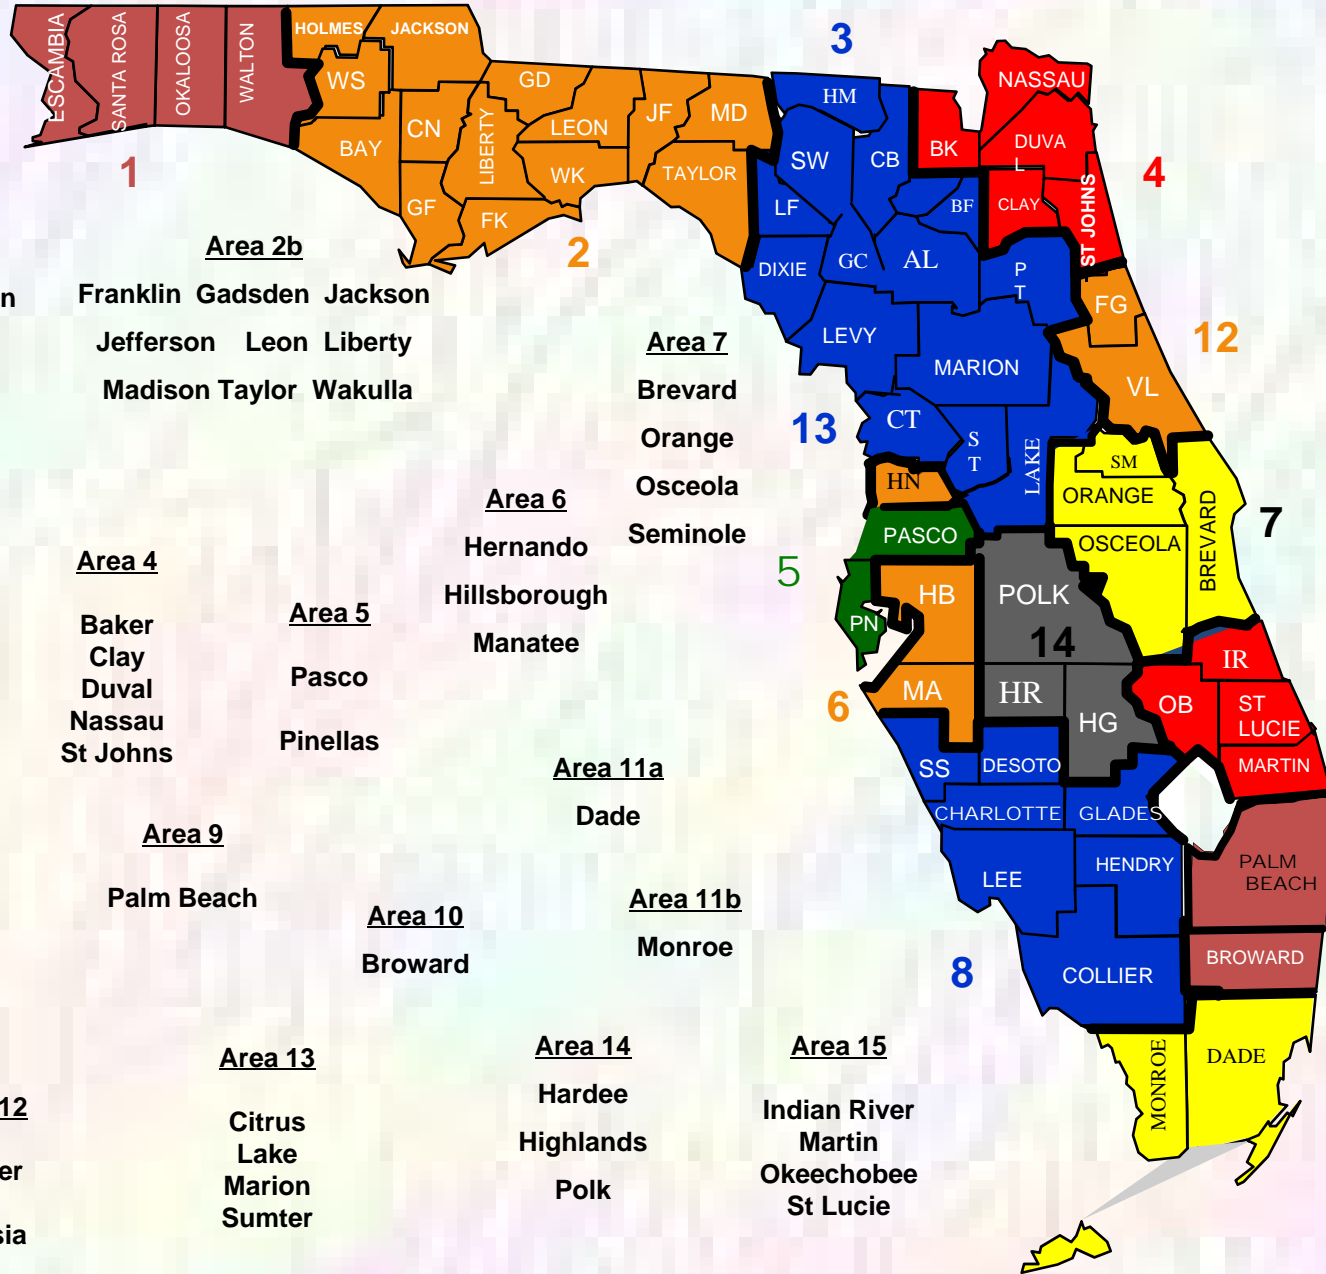 3
HOLMES
JACKSON
ESCAMBIA
SANTA ROSA
OKALOOSA
WALTON
WS
GD
NASSAU
HM
BAY
CN
LIBERTY
LEON
JF
MD
BK
DUVA
L
SW
CB
1
WK
TAYLOR
4
GF
FK
LF
BF
CLAY
ST JOHNS
2
DIXIE
GC
AL
P
T
FG
12
Area 2b
n
Franklin Gadsden Jackson
Jefferson Leon Liberty
Madison Taylor Wakulla
LEVY
MARION
VL
Area 7
Brevard
Orange
Osceola
Seminole
13
CT
S
T
LAKE
SM
ORANGE
BREVARD
7
HN
PASCO
OSCEOLA
Area 6
Hernando
Hillsborough
Manatee
5
HB
POLK
PN
14
IR
Area 4
Baker
Clay
Duval
Nassau
St Johns
Area 5
Pasco
Pinellas
6
MA
HR
HG
OB
ST
LUCIE
SS
DESOTO
MARTIN
Area 11a
Dade
CHARLOTTE
GLADES
Area 9
Palm Beach
LEE
HENDRY
PALM
BEACH
Area 10
Broward
Area 11b
Monroe
8
COLLIER
BROWARD
MONROE
DADE
12
er
sia
Area 13
Citrus
Lake
Marion
Sumter
Area 14
Hardee
Highlands
Polk
Area 15
Indian River
Martin
Okeechobee
St Lucie